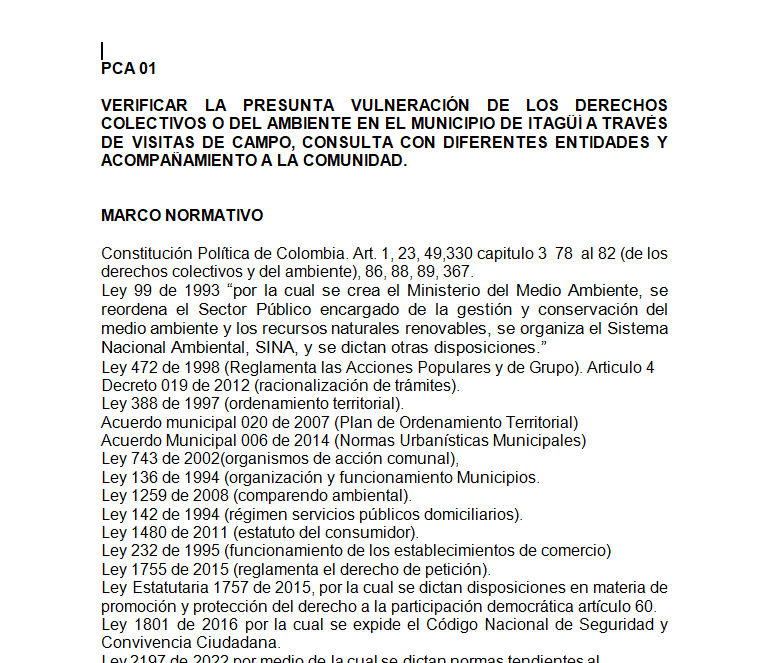 PCA 01
VERIFICAR LA PRESUNTA VULNERACIÓN DE LOS DERECHOS
COLECTIVOS O DEL AMBIENTE EN EL MUNICIPIO DE ITAGÜÍ A TRAVÉS
DE VISITAS DE CAMPO, CONSULTA CON DIFERENTES ENTIDADES Y
ACOMPAÑAMIENTO A LA COMUNIDAD.
MARCO NORMATIVO
Constitución Política de Colombia. Art. 1, 23, 49,330 capitulo 3 78 al 82 (de los
derechos colectivos y del ambiente), 86, 88, 89, 367.
Ley 99 de 1993 “por la cual se crea el Ministerio del Medio Ambiente, se
reordena el Sector Público encargado de la gestión y conservación del
medio ambiente y los recursos naturales renovables, se organiza el Sistema
Nacional Ambiental, SINA, y se dictan otras disposiciones.”
Ley 472 de 1998 (Reglamenta las Acciones Populares y de Grupo). Articulo 4
Decreto 019 de 2012 (racionalización de trámites).
Ley 388 de 1997 (ordenamiento territorial).
Acuerdo municipal 020 de 2007 (Plan de Ordenamiento Territorial)
Acuerdo Municipal 006 de 2014 (Normas Urbanísticas Municipales)
Ley 743 de 2002(organismos de acción comunal),
Ley 136 de 1994 (organización y funcionamiento Municipios.
Ley 1259 de 2008 (comparendo ambiental).
Ley 142 de 1994 (régimen servicios públicos domiciliarios).
Ley 1480 de 2011 (estatuto del consumidor).
Ley 232 de 1995 (funcionamiento de los establecimientos de comercio)
Ley 1755 de 2015 (reglamenta el derecho de petición).
Ley Estatutaria 1757 de 2015, por la cual se dictan disposiciones en materia de
promoción y protección del derecho a la participación democrática artículo 60.
Ley 1801 de 2016 por la cual se expide el Código Nacional de Seguridad y
Convivencia Ciudadana.
Ley 2197 de 2022 por medio de la cual se dictan normas tendientes al